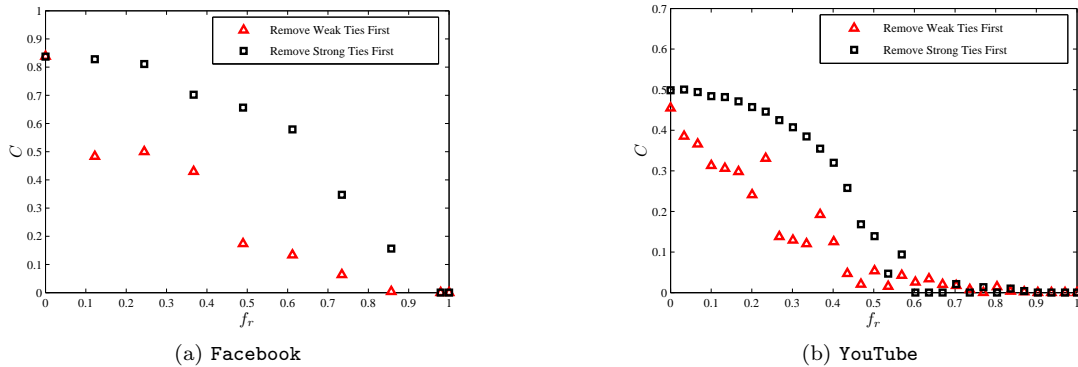 1
0.9
0.8
0.7
0.6
0.5
0.4
0.3
0.2
0.1
0
C
Remove Weak Ties First
Remove Strong Ties First
0 0.1 0.2 0.3 0.4 0.5 0.6 0.7 0.8 0.9 1
f_r
(a) Facebook
0.7
0.6
0.5
0.4
0.3
0.2
0.1
0
C
Remove Weak Ties First
Remove Strong Ties First
0 0.1 0.2 0.3 0.4 0.5 0.6 0.7 0.8 0.9 1
f_r
(b) YouTube